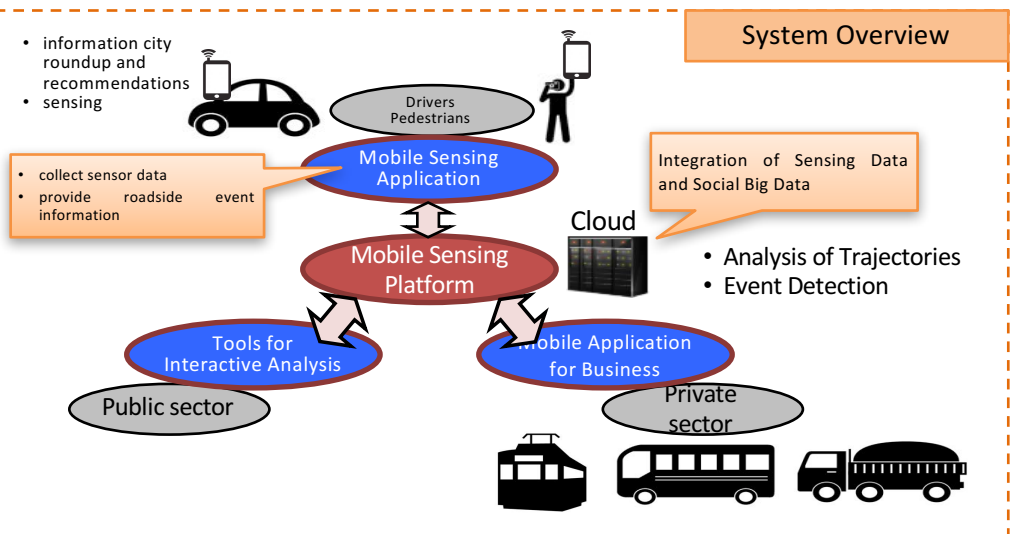 System Overview
• information city
roundup and
recommendations
• sensing
Drivers
Pedestrians
Mobile Sensing
Application
• collect sensor data
• provide roadside event
information
Integration of Sensing Data
and Social Big Data
Cloud
Mobile Sensing
Platform
• Analysis of Trajectories
• Event Detection
Tools for
Interactive Analysis
Mobile Application
for Business
Public sector
Private
sector